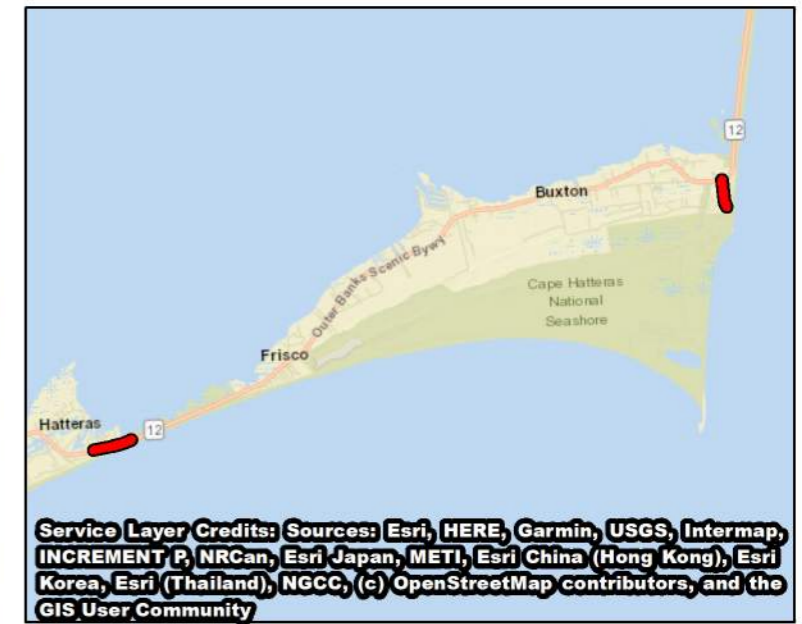 12
Buxton
Outer Banks Scenic Bywy
Cape Hatteras
National
Seashore
Frisco
Hatteras
12
Service Layer Credits: Sources: Esri, HERE, Garmin, USGS, Intermap,
INCREMENT P, NRCan, Esri Japan, METI, Esri China (Hong Kong), Esri
Korea, Esri (Thailand), NGCC, (c) OpenStreetMap contributors, and the
GIS User Community